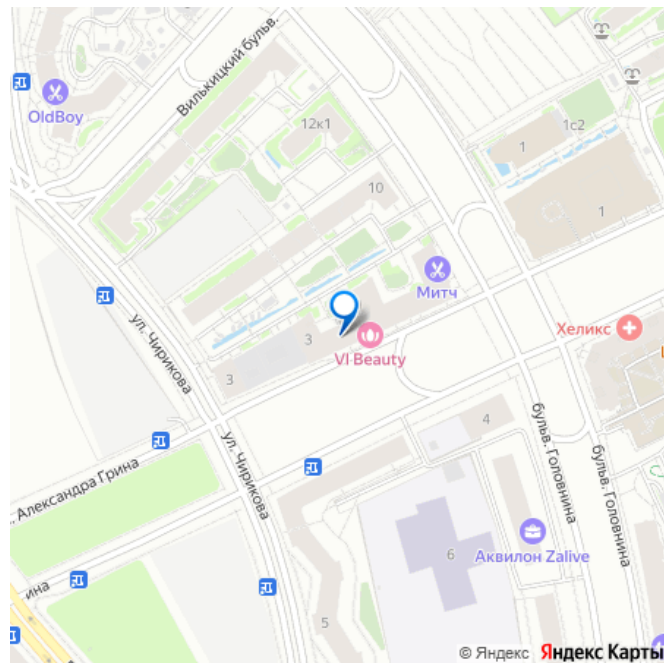 Вилькицкий бульв.
OldBoy
12к1
1с2
1
10
1
Митч
ул. Чирикова
Хеликс
3
VI Beauty
3
4
ул. Чирикова
Александра Грина
бульв. Головнина
бульв. Головнина
Аквилон Zalive
6
ина
5
© Яндекс Яндекс Карты